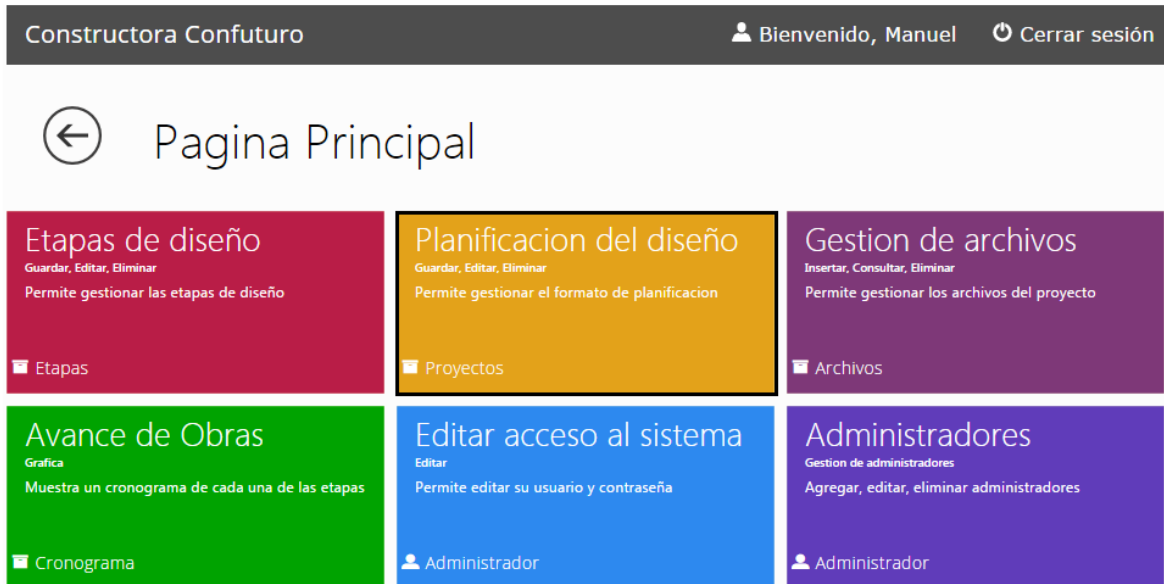 Constructora Confuturo
Bienvenido, Manuel
Cerrar sesión
Pagina Principal
Etapas de diseño
Guardar, Editar, Eliminar
Permite gestionar las etapas de diseño
Etapas
Planificacion del diseño
Guardar, Editar, Eliminar
Permite gestionar el formato de planificacion
Proyectos
Gestion de archivos
Insertar, Consultar, Eliminar
Permite gestionar los archivos del proyecto
Archivos
Avance de Obras
Grafica
Muestra un cronograma de cada una de las etapas
Cronograma
Editar acceso al sistema
Editar
Permite editar su usuario y contraseña
Administrador
Administradores
Gestion de administradores
Agregar, editar, eliminar administradores
Administrador